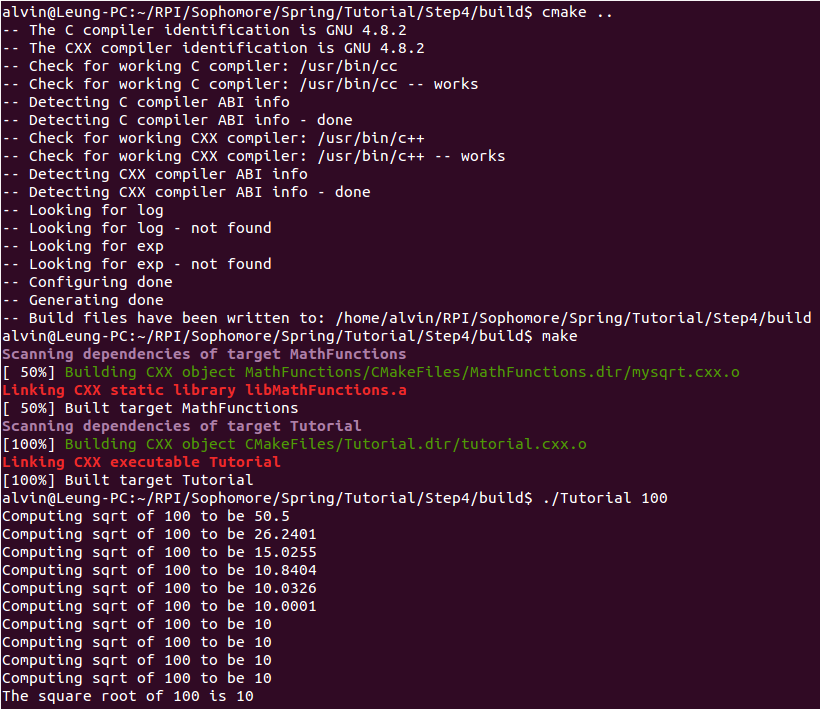 alvin@Leung-PC:~/RPI/Sophomore/Spring/Tutorial/Step4/build$ cmake ..
-- The C compiler identification is GNU 4.8.2
-- The CXX compiler identification is GNU 4.8.2
-- Check for working C compiler: /usr/bin/cc
-- Check for working C compiler: /usr/bin/cc -- works
-- Detecting C compiler ABI info
-- Detecting C compiler ABI info - done
-- Check for working CXX compiler: /usr/bin/c++
-- Check for working CXX compiler: /usr/bin/c++ -- works
-- Detecting CXX compiler ABI info
-- Detecting CXX compiler ABI info - done
-- Looking for log
-- Looking for log - not found
-- Looking for exp
-- Looking for exp - not found
-- Configuring done
-- Generating done
-- Build files have been written to: /home/alvin/RPI/Sophomore/Spring/Tutorial/Step4/build
alvin@Leung-PC:~/RPI/Sophomore/Spring/Tutorial/Step4/build$ make
Scanning dependencies of target MathFunctions
[ 50%] Building CXX object MathFunctions/CMakeFiles/MathFunctions.dir/mysqrt.cxx.o
Linking CXX static library libMathFunctions.a
[ 50%] Built target MathFunctions
Scanning dependencies of target Tutorial
[100%] Building CXX object CMakeFiles/Tutorial.dir/tutorial.cxx.o
Linking CXX executable Tutorial
[100%] Built target Tutorial
alvin@Leung-PC:~/RPI/Sophomore/Spring/Tutorial/Step4/build$ ./Tutorial 100
Computing sqrt of 100 to be 50.5
Computing sqrt of 100 to be 26.2401
Computing sqrt of 100 to be 15.0255
Computing sqrt of 100 to be 10.8404
Computing sqrt of 100 to be 10.0326
Computing sqrt of 100 to be 10.0001
Computing sqrt of 100 to be 10
Computing sqrt of 100 to be 10
Computing sqrt of 100 to be 10
Computing sqrt of 100 to be 10
The square root of 100 is 10